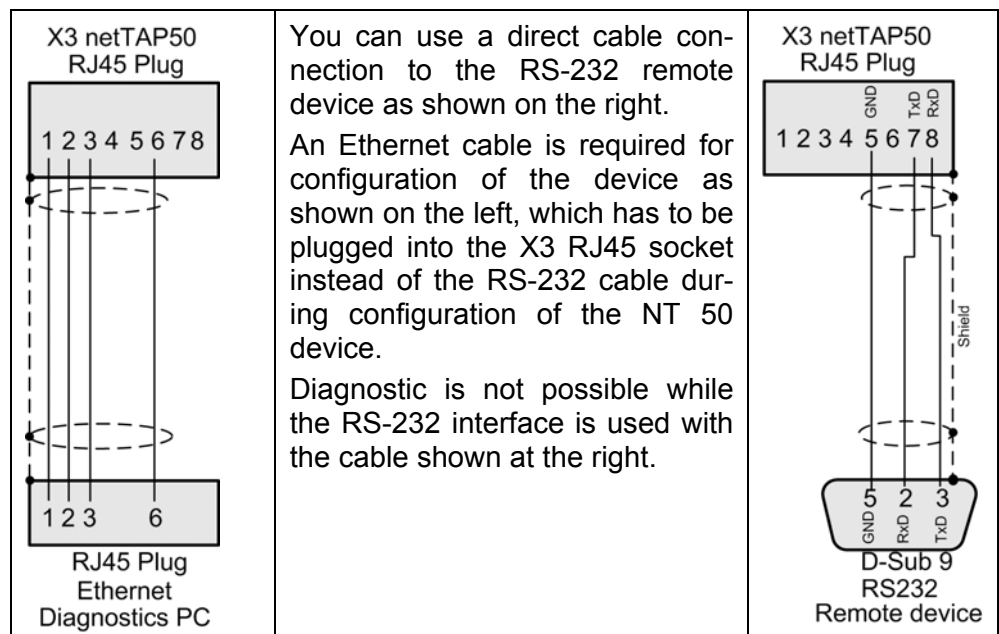 X3 netTAP50
RJ45 Plug
1 2 3 4 5 6 7 8
1 2 3 6
RJ45 Plug
Ethernet
Diagnostics PC
You can use a direct cable con-
nection to the RS-232 remote
device as shown on the right.
An Ethernet cable is required for
configuration of the device as
shown on the left, which has to be
plugged into the X3 RJ45 socket
instead of the RS-232 cable dur-
ing configuration of the NT 50
device.
Diagnostic is not possible while
the RS-232 interface is used with
the cable shown at the right.
X3 netTAP50
RJ45 Plug
GND TxD RxD
1 2 3 4 5 6 7 8
Shield
5 2 3
GND RxD TxD
D-Sub 9
RS232
Remote device